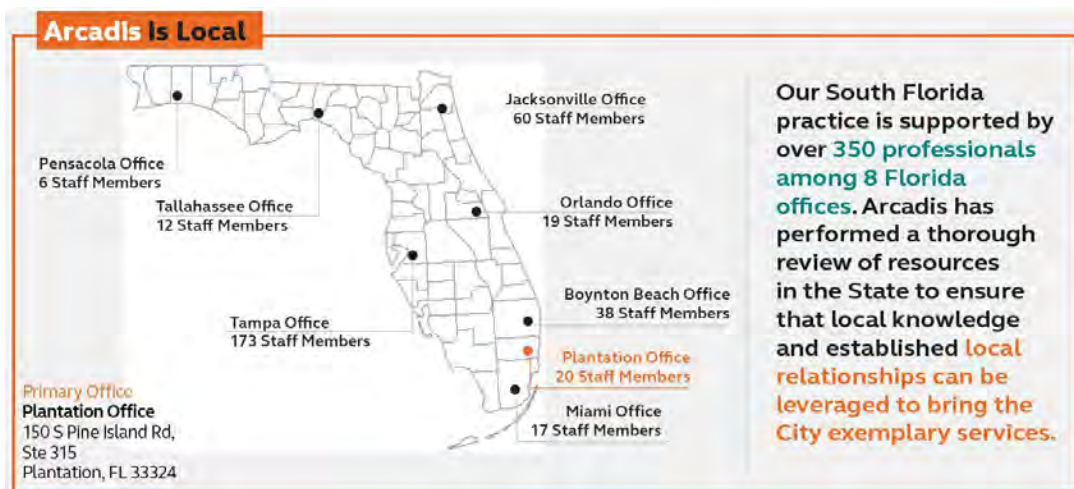 Arcadis Is Local
Jacksonville Office
60 Staff Members
Pensacola Office
6 Staff Members
Tallahassee Office
12 Staff Members
Orlando Office
19 Staff Members
Boynton Beach Office
38 Staff Members
Tampa Office
173 Staff Members
Plantation Office
20 Staff Members
Miami Office
17 Staff Members
Primary Office
Plantation Office
150 S Pine Island Rd,
Ste 315
Plantation, FL 33324
Our South Florida
practice is supported by
over 350 professionals
among 8 Florida
offices. Arcadis has
performed a thorough
review of resources
in the State to ensure
that local knowledge
and established local
relationships can be
leveraged to bring the
City exemplary services.